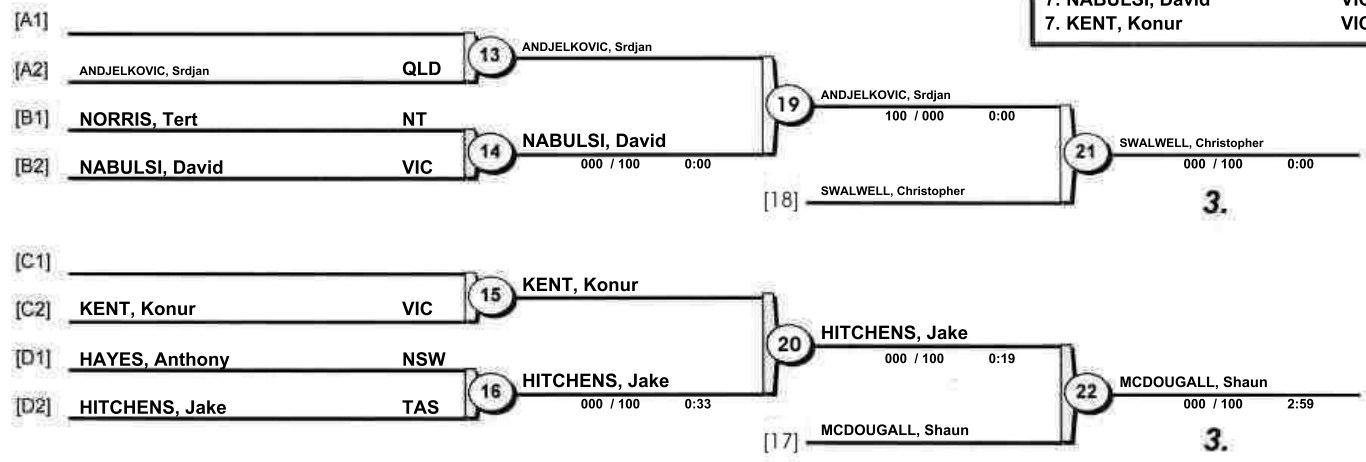 7. NABULSI, David VIC
7. KENT, Konur VIC
[A1]
13 ANDJELKOVIC, Srdjan
[A2] ANDJELKOVIC, Srdjan QLD
19 ANDJELKOVIC, Srdjan
100 / 000 0:00
[B1] NORRIS, Tert NT
14 NABULSI, David
000 / 100 0:00
21 SWALWELL, Christopher
000 / 100 0:00
[B2] NABULSI, David VIC
[18] SWALWELL, Christopher
3.
[C1]
15 KENT, Konur
[C2] KENT, Konur VIC
20 HITCHENS, Jake
000 / 100 0:19
[D1] HAYES, Anthony NSW
16 HITCHENS, Jake
000 / 100 0:33
22 MCDOUGALL, Shaun
000 / 100 2:59
[D2] HITCHENS, Jake TAS
[17] MCDOUGALL, Shaun
3.